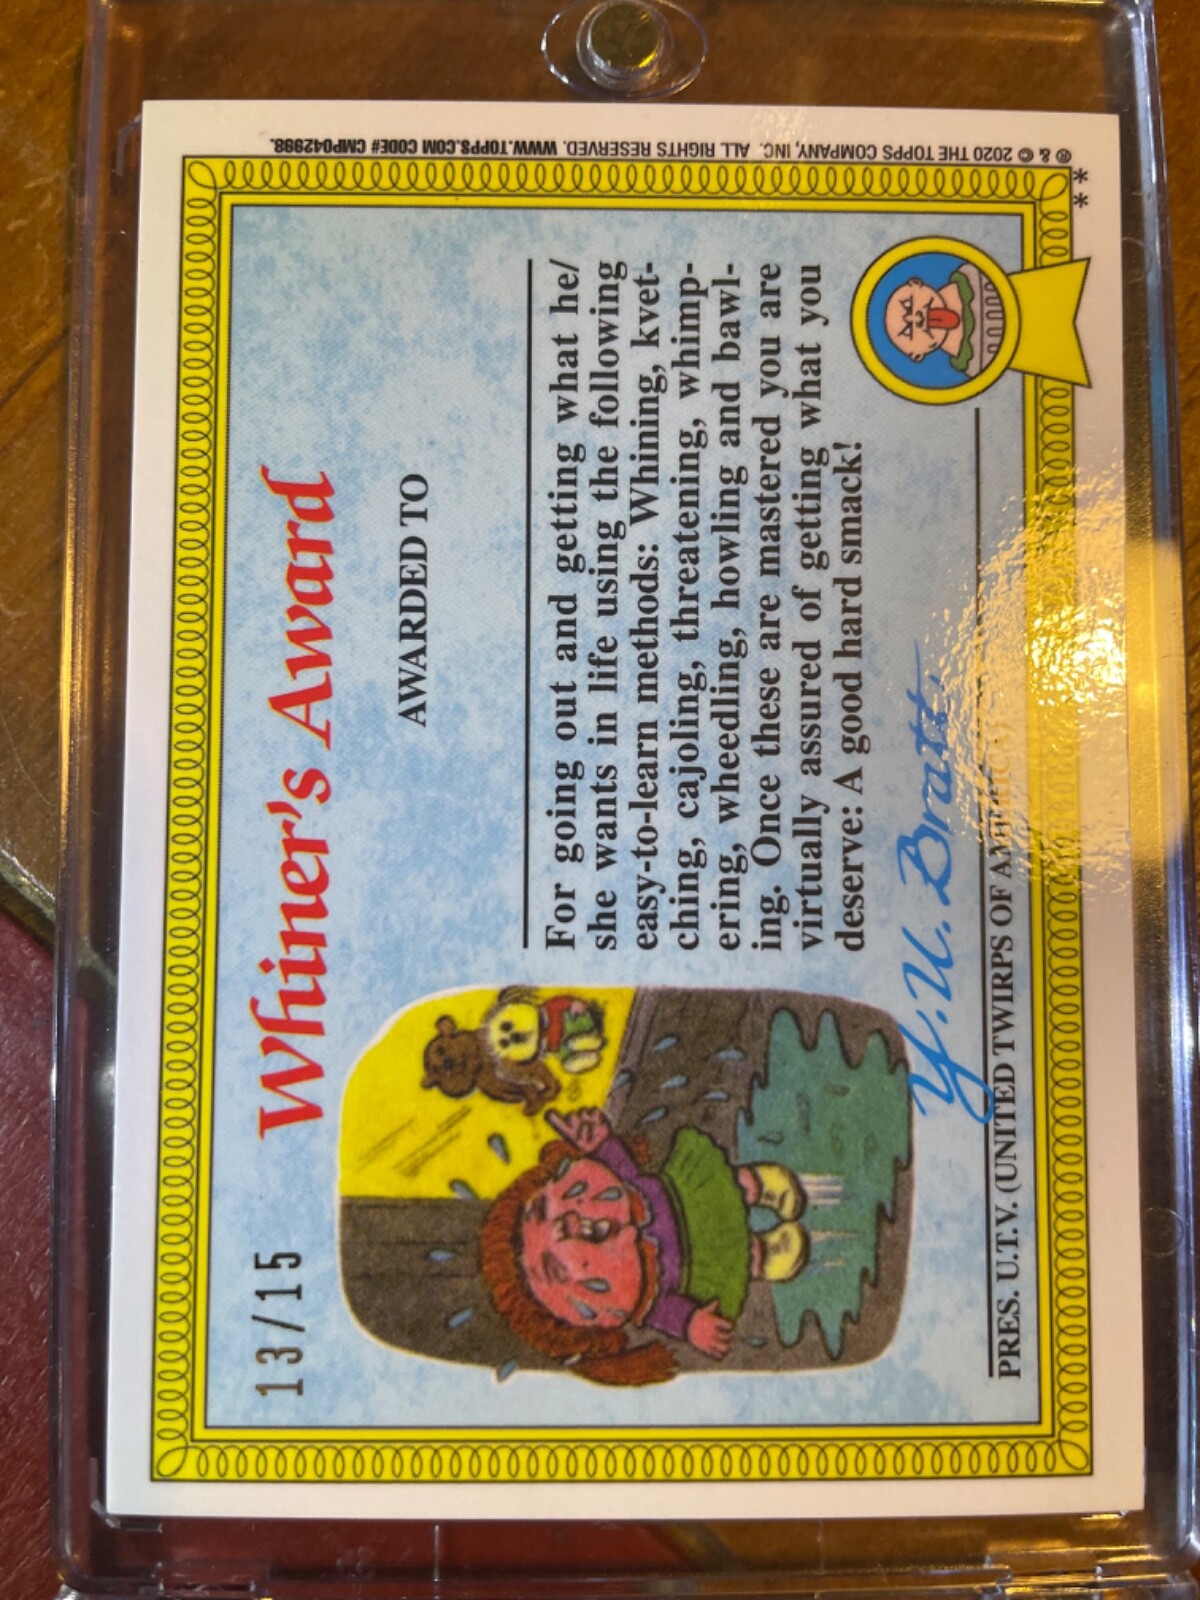 13/15
Whiner's Award
AWARDED TO
For going out and getting what he/
she wants in life using the following
easy-to-learn methods: Whining, kvet-
ching, cajoling, threatening, whimp-
ering, wheedling, howling and bawl-
ing. Once these are mastered you are
virtually assured of getting what you
deserve: A good hard smack!
Y. U. Bratt
PRES. U.T.V. (UNITED TWIRPS OF
® & © 2020 THE TOPPS COMPANY, INC. ALL RIGHTS RESERVED. WWW.TOPPS.COM CODE# CMP042998.
**